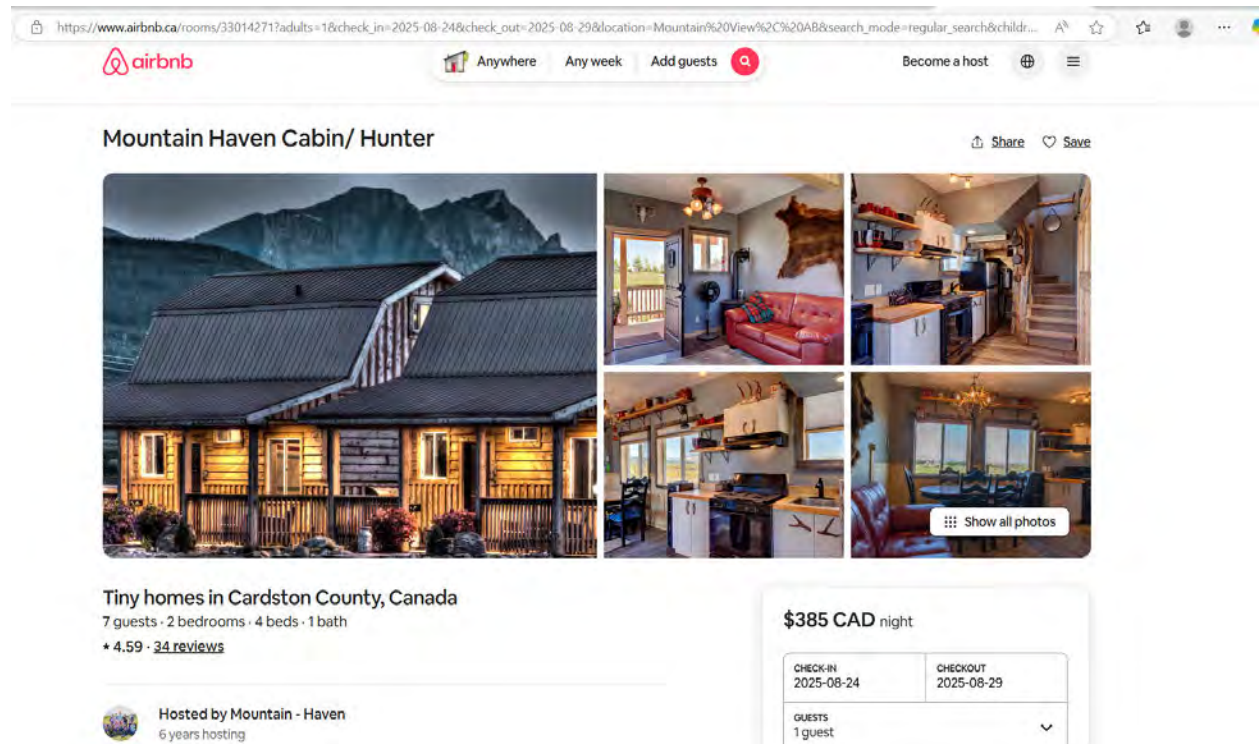 https://www.airbnb.ca/rooms/33014271?adults=1&check_in=2025-08-24&check_out=2025-08-29&location=Mountain%20View%2C%20AB&search_mode=regular_search&childr...
airbnb
Anywhere Any week Add guests
Become a host
Mountain Haven Cabin/ Hunter
Share Save
Show all photos
Tiny homes in Cardston County, Canada
7 guests · 2 bedrooms · 4 beds · 1 bath
★ 4.59 · 34 reviews
Hosted by Mountain - Haven
6 years hosting
$385 CAD night
CHECK-IN
2025-08-24
CHECKOUT
2025-08-29
GUESTS
1 guest